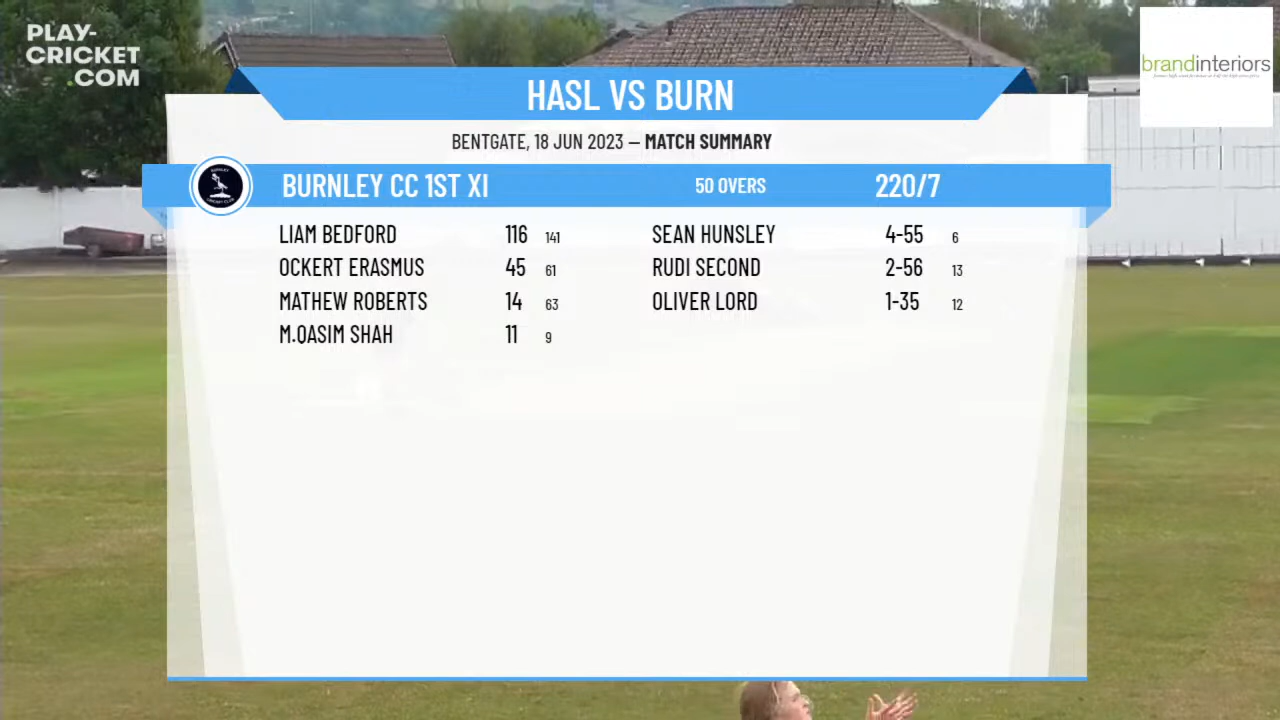 PLAY-
CRICKET
.COM
brandinteriors
HASL VS BURN
BENTGATE, 18 JUN 2023 – MATCH SUMMARY
BURNLEY CC 1ST XI 50 OVERS 220/7
LIAM BEDFORD 116 141 SEAN HUNSLEY 4-55 6
OCKERT ERASMUS 45 61 RUDI SECOND 2-56 13
MATHEW ROBERTS 14 63 OLIVER LORD 1-35 12
M.QASIM SHAH 11 9